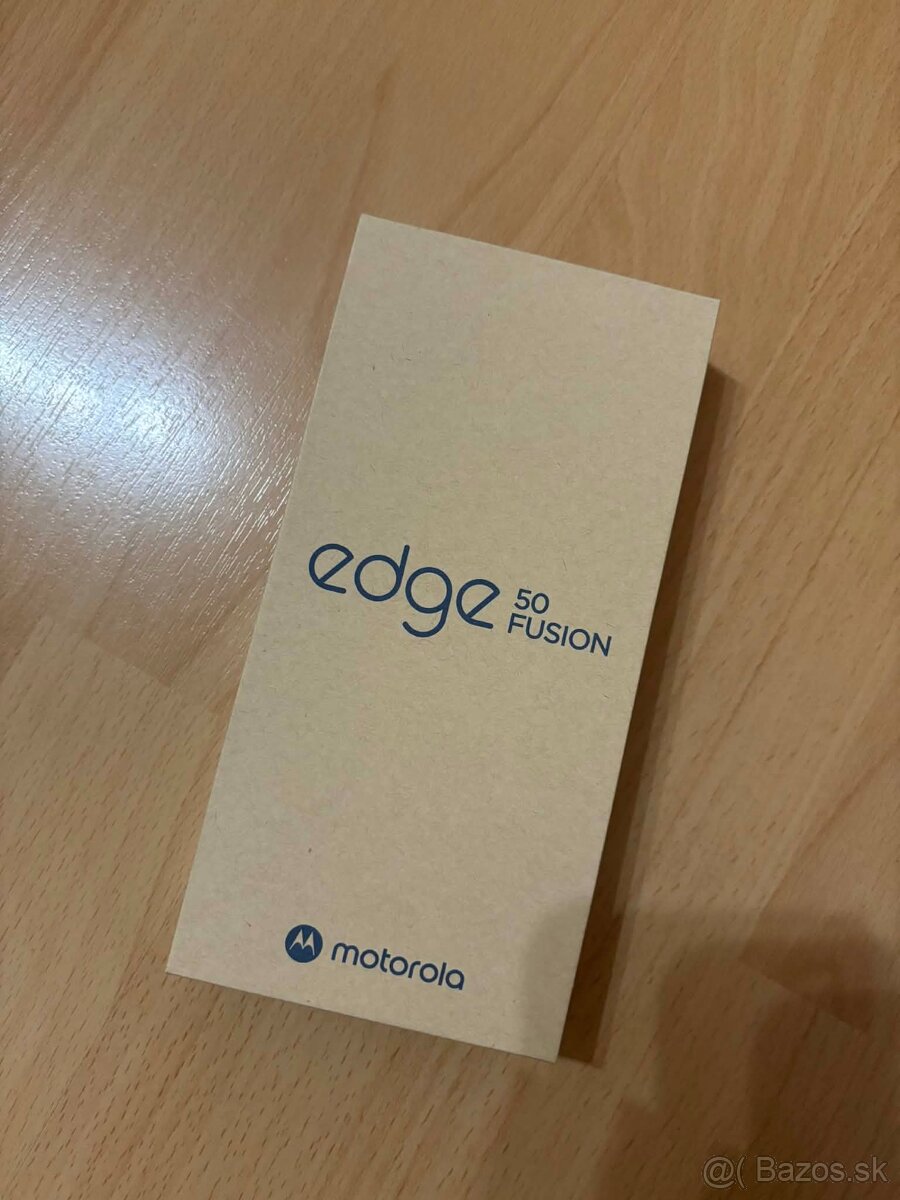 edge 50
FUSION
motorola
@( Bazos.sk